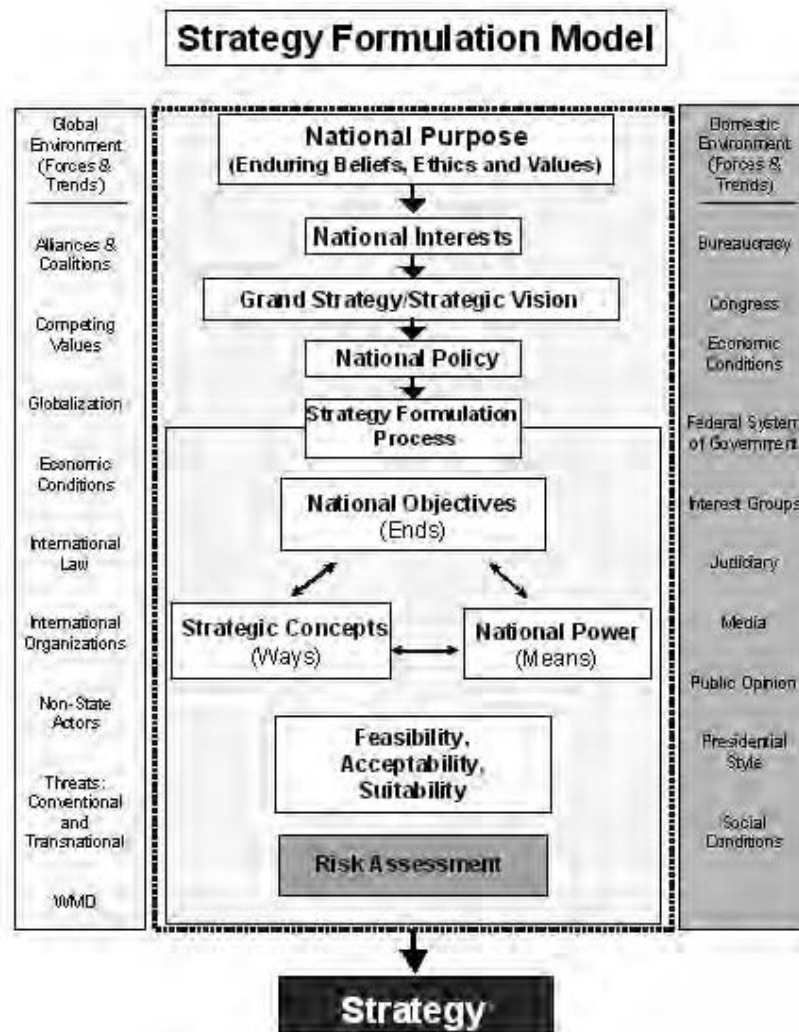 Strategy Formulation Model
Global
Environment
(Forces &
Trends)
Alliances &
Coalitions
Competing
Values
Globalization
Economic
Conditions
International
Law
International
Organizations
Non-State
Actors
Threats:
Conventional
and
Transnational
WMD
National Purpose
(Enduring Beliefs, Ethics and Values)
National Interests
Grand Strategy/Strategic Vision
National Policy
Strategy Formulation
Process
National Objectives
(Ends)
Strategic Concepts
(Ways)
National Power
(Means)
Feasibility,
Acceptability,
Suitability
Risk Assessment
Strategy
Domestic
Environment
(Forces &
Trends)
Bureaucracy
Congress
Economic
Conditions
Federal System
of Government
Interest Groups
Judiciary
Media
Public Opinion
Presidential
Style
Social
Conditions